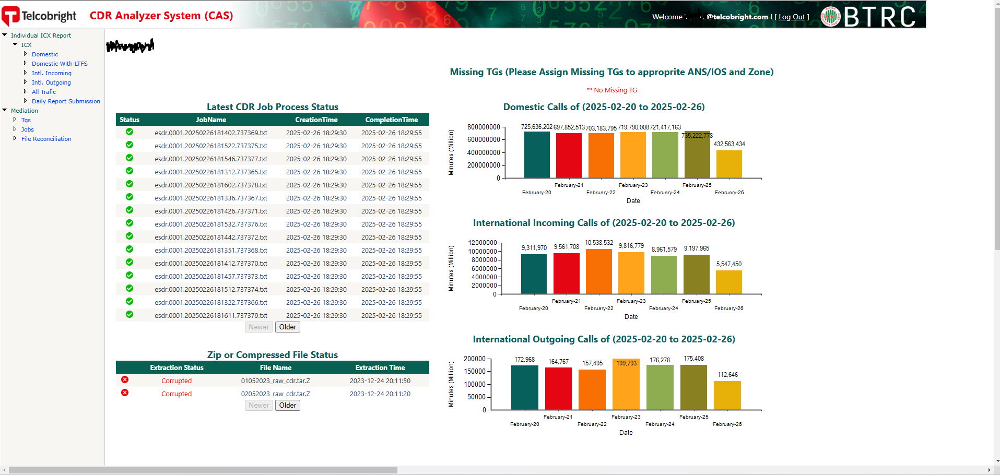 Telcobright
CDR Analyzer System (CAS)
Welcome @telcobright.com ! [ Log Out ]
BTRC
Individual ICX Report
ICX
Domestic
Domestic With LTFS
Intl. Incoming
Intl. Outgoing
All Trafic
Daily Report Submission
Mediation
Tgs
Jobs
File Reconciliation
Missing TGs (Please Assign Missing TGs to approprite ANS/IOS and Zone)
** No Missing TG
Latest CDR Job Process Status
Status JobName CreationTime CompletionTime
esdr.0001.20250226181402.737369.txt 2025-02-26 18:29:30 2025-02-26 18:29:55
esdr.0001.20250226181522.737375.txt 2025-02-26 18:29:30 2025-02-26 18:29:55
esdr.0001.20250226181546.737377.txt 2025-02-26 18:29:30 2025-02-26 18:29:55
esdr.0001.20250226181312.737365.txt 2025-02-26 18:29:30 2025-02-26 18:29:55
esdr.0001.20250226181602.737378.txt 2025-02-26 18:29:30 2025-02-26 18:29:55
esdr.0001.20250226181336.737367.txt 2025-02-26 18:29:30 2025-02-26 18:29:55
esdr.0001.20250226181426.737371.txt 2025-02-26 18:29:30 2025-02-26 18:29:55
esdr.0001.20250226181532.737376.txt 2025-02-26 18:29:30 2025-02-26 18:29:55
esdr.0001.20250226181442.737372.txt 2025-02-26 18:29:30 2025-02-26 18:29:55
esdr.0001.20250226181351.737368.txt 2025-02-26 18:29:30 2025-02-26 18:29:55
esdr.0001.20250226181412.737370.txt 2025-02-26 18:29:30 2025-02-26 18:29:55
esdr.0001.20250226181457.737373.txt 2025-02-26 18:29:30 2025-02-26 18:29:55
esdr.0001.20250226181512.737374.txt 2025-02-26 18:29:30 2025-02-26 18:29:55
esdr.0001.20250226181322.737366.txt 2025-02-26 18:29:30 2025-02-26 18:29:55
esdr.0001.20250226181611.737379.txt 2025-02-26 18:29:30 2025-02-26 18:29:55
Newer Older
Zip or Compressed File Status
Extraction Status File Name Extraction Time
Corrupted 01052023_raw_cdr.tar.Z 2023-12-24 20:11:50
Corrupted 02052023_raw_cdr.tar.Z 2023-12-24 20:11:20
Newer Older
Domestic Calls of (2025-02-20 to 2025-02-26)
Minutes (Million)
800000000
600000000
400000000
200000000
0
725,636,202 697,852,513 703,183,795 719,790,008 721,417,163 735,222,778 432,563,434
February-20 February-21 February-22 February-23 February-24 February-25 February-26
Date
International Incoming Calls of (2025-02-20 to 2025-02-26)
Minutes (Million)
12000000
10000000
8000000
6000000
4000000
2000000
0
9,311,970 9,561,708 10,538,532 9,816,779 8,961,579 9,197,965 5,547,450
February-20 February-21 February-22 February-23 February-24 February-25 February-26
Date
International Outgoing Calls of (2025-02-20 to 2025-02-26)
Minutes (Million)
200000
150000
100000
50000
0
172,968 164,767 157,495 199,793 176,278 175,408 112,646
February-20 February-21 February-22 February-23 February-24 February-25 February-26
Date